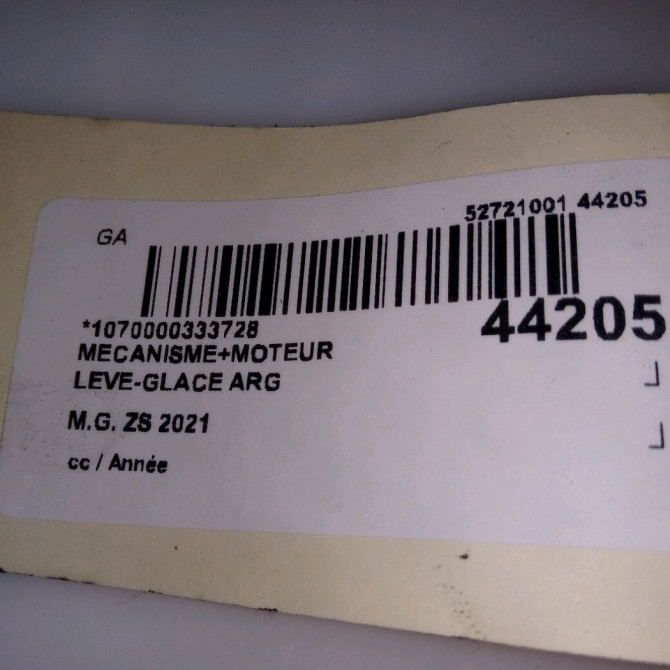 52721001 44205
GA
*1070000333728
44205
MECANISME+MOTEUR
LEVE-GLACE ARG
M.G. ZS 2021
cc / Année